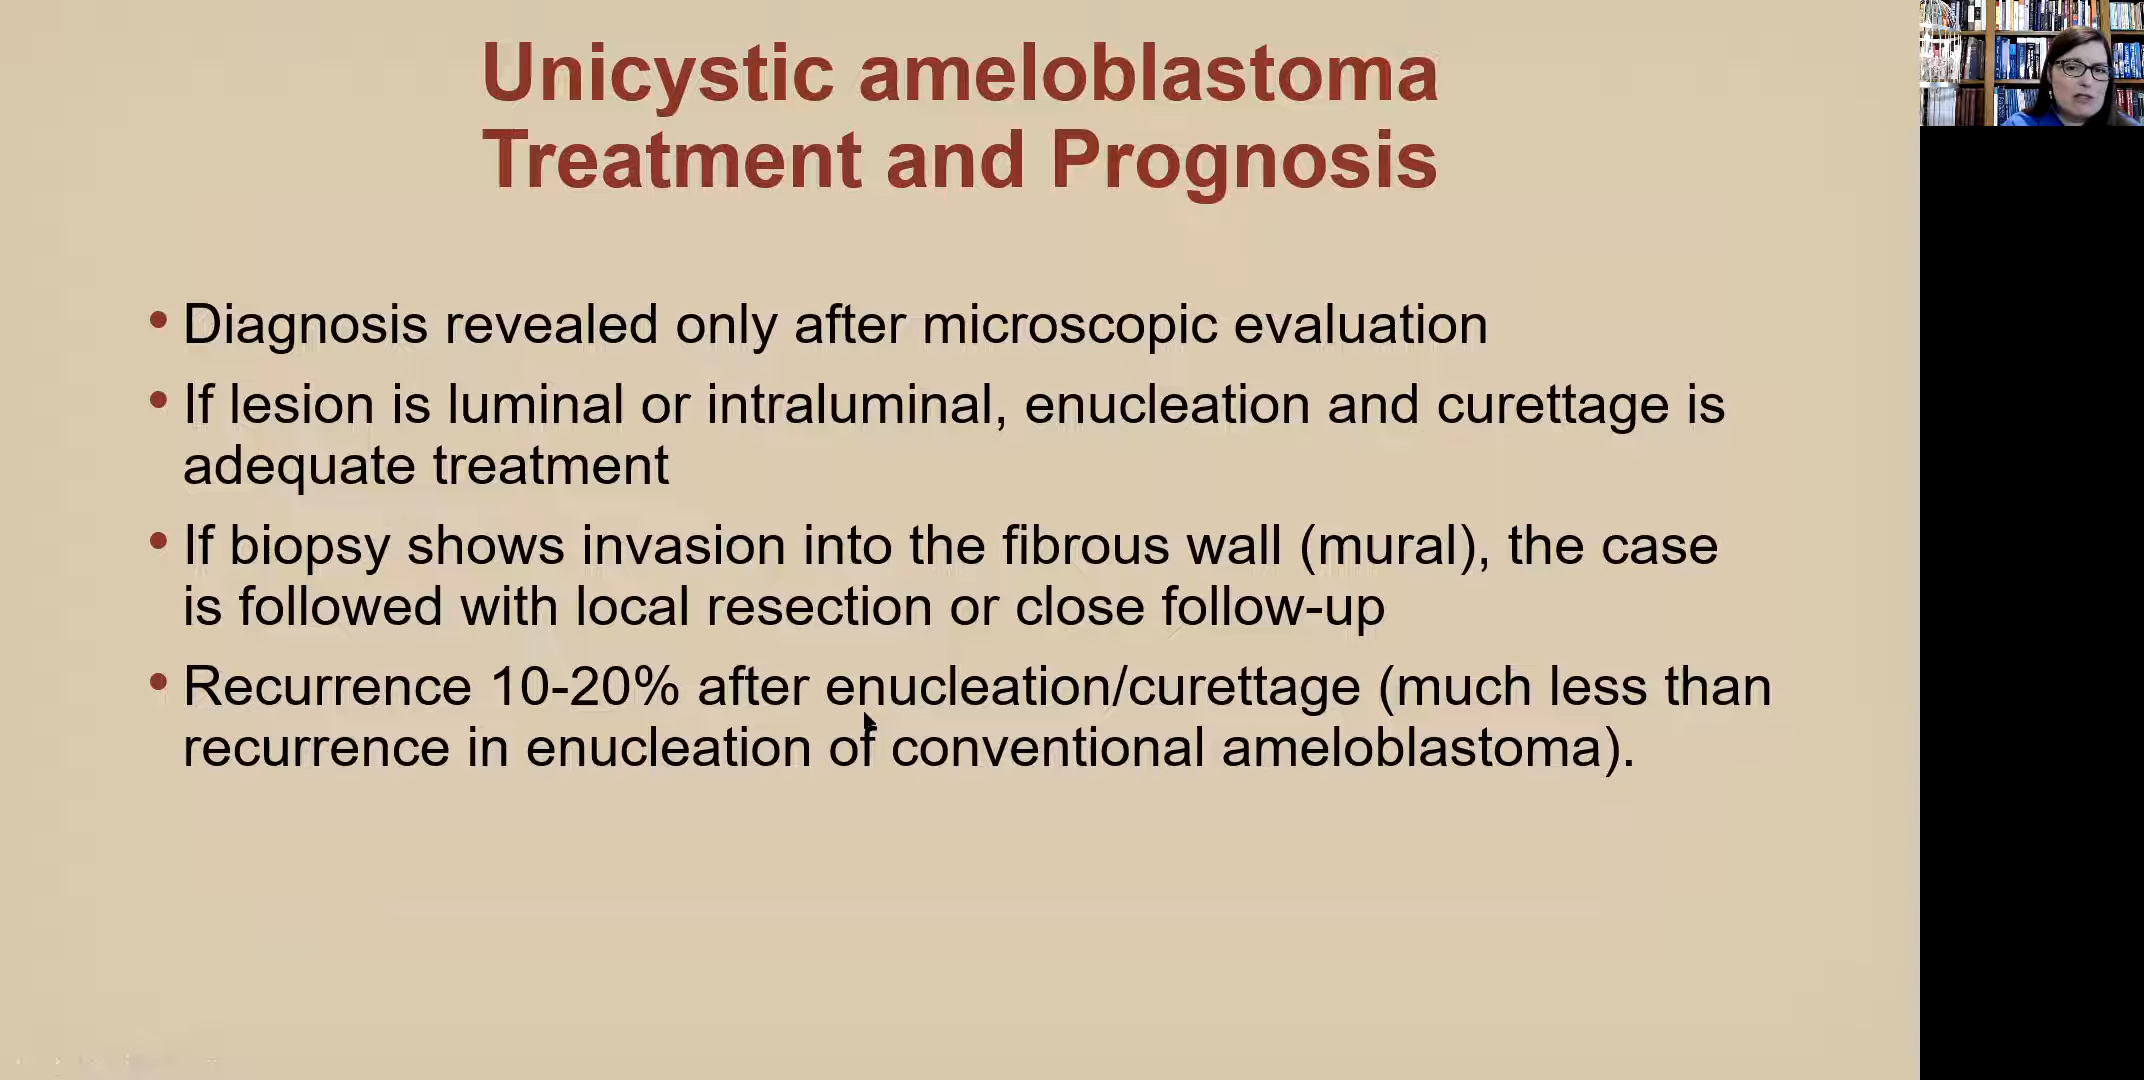 Unicystic ameloblastoma
Treatment and Prognosis
• Diagnosis revealed only after microscopic evaluation
• If lesion is luminal or intraluminal, enucleation and curettage is
adequate treatment
• If biopsy shows invasion into the fibrous wall (mural), the case
is followed with local resection or close follow-up
• Recurrence 10-20% after enucleation/curettage (much less than
recurrence in enucleation of conventional ameloblastoma).